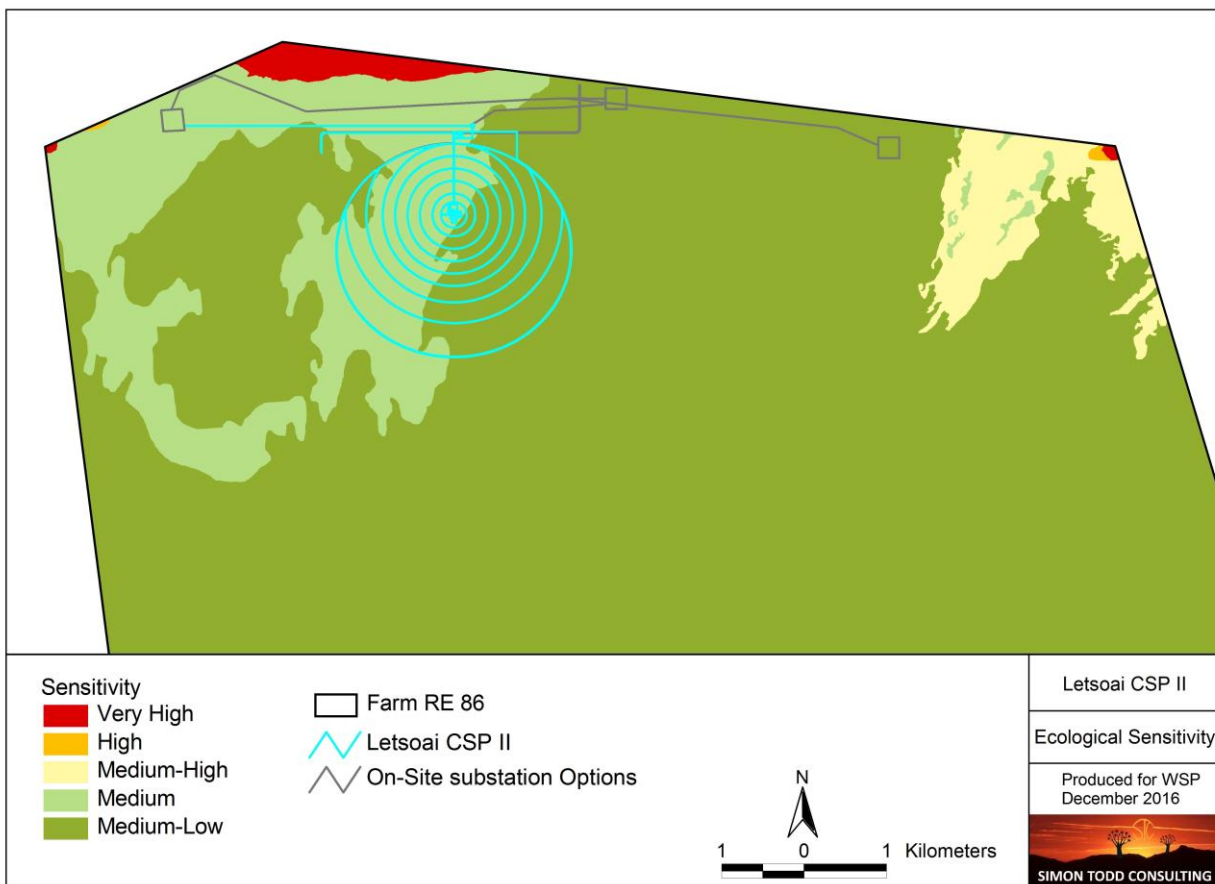 Sensitivity
Very High
High
Medium-High
Medium
Medium-Low
Farm RE 86
Letsoai CSP II
On-Site substation Options
N
1 0 1 Kilometers
Letsoai CSP II
Ecological Sensitivity
Produced for WSP
December 2016
SIMON TODD CONSULTING